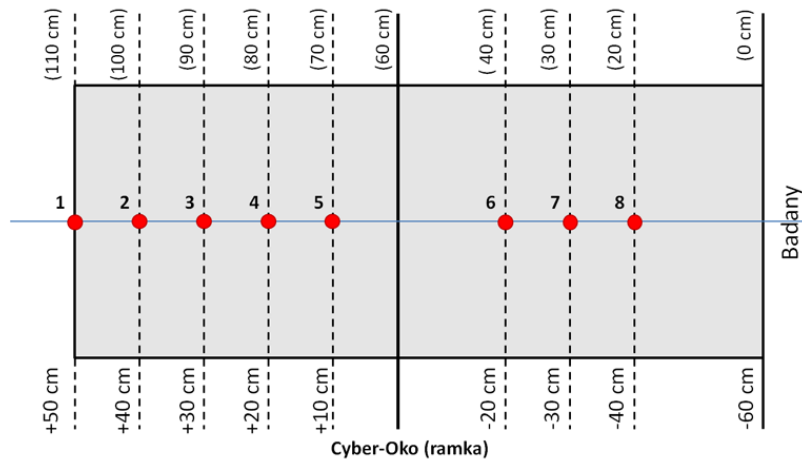 (110 cm)
(100 cm)
(90 cm)
(80 cm)
(70 cm)
(60 cm)
( 40 cm)
(30 cm)
(20 cm)
(0 cm)
1
2
3
4
5
6
7
8
Badany
+50 cm
+40 cm
+30 cm
+20 cm
+10 cm
-20 cm
-30 cm
-40 cm
-60 cm
Cyber-Oko (ramka)